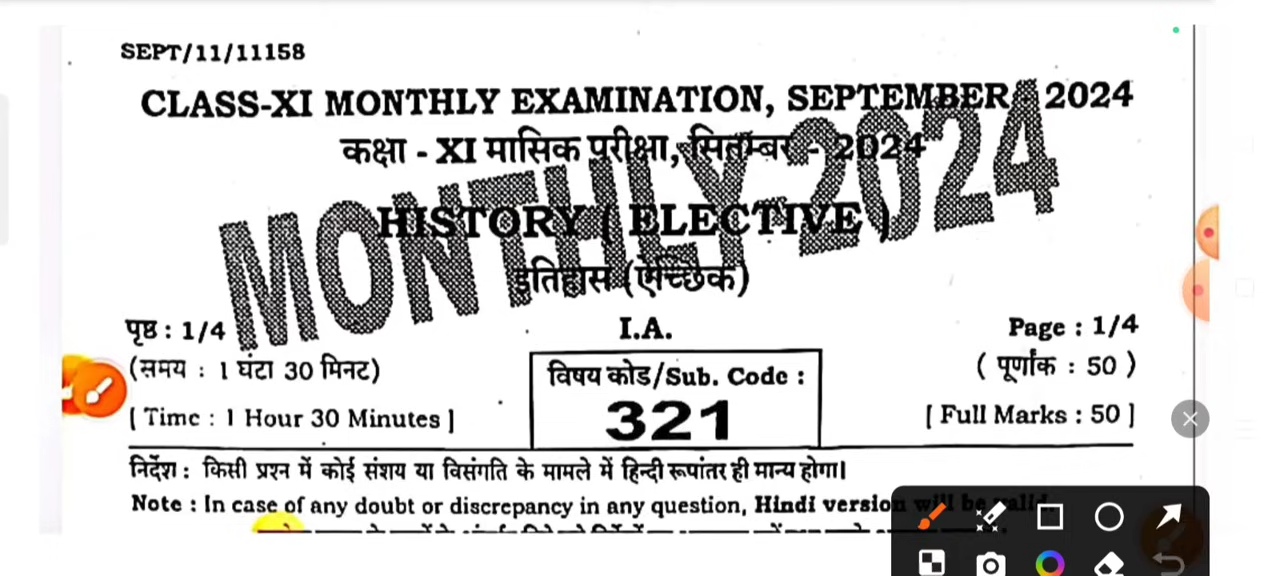 SEPT/11/11158
CLASS-XI MONTHLY EXAMINATION, SEPTEMBER - 2024
कक्षा - XI मासिक परीक्षा, सितम्बर - 2024
MONTHLY-2024
HISTORY ( ELECTIVE )
इतिहास (ऐच्छिक)
पृष्ठ : 1/4
I.A.
Page : 1/4
(समय : 1 घंटा 30 मिनट)
विषय कोड/Sub. Code :
( पूर्णांक : 50 )
[ Time : 1 Hour 30 Minutes ]
321
[ Full Marks : 50 ]
निर्देश : किसी प्रश्न में कोई संशय या विसंगति के मामले में हिन्दी रूपांतर ही मान्य होगा।
Note : In case of any doubt or discrepancy in any question, Hindi version will be valid